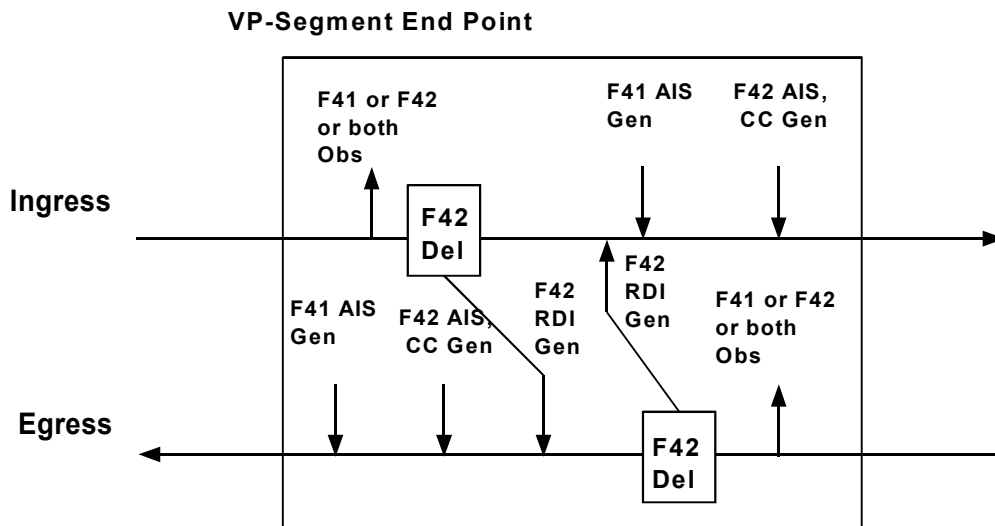 VP-Segment End Point
F41 or F42
or both
Obs
F41 AIS
Gen
F42 AIS,
CC Gen
Ingress
F42
Del
F42
RDI
Gen
F41 AIS
Gen
F42 AIS,
CC Gen
F42
RDI
Gen
F41 or F42
or both
Obs
Egress
F42
Del